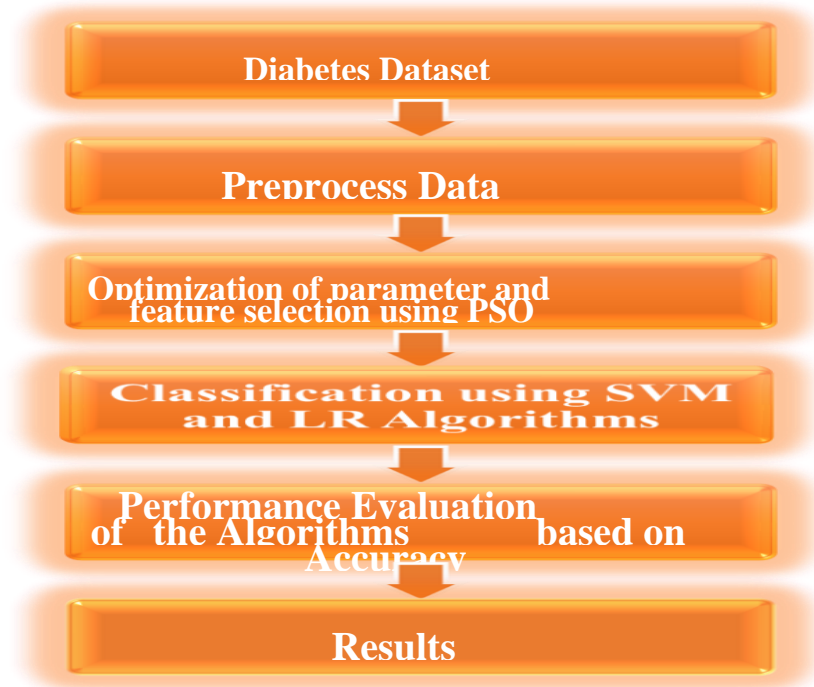 Diabetes Dataset
Preprocess Data
Optimization of parameter and
feature selection using PSO
Classification using SVM
and LR Algorithms
Performance Evaluation
of the Algorithms based on
Accuracy
Results